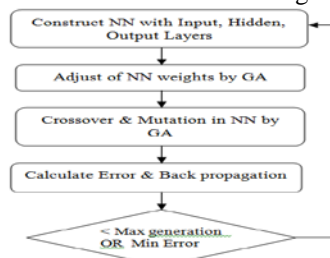 Construct NN with Input, Hidden,
Output Layers
Adjust of NN weights by GA
Crossover & Mutation in NN by
GA
Calculate Error & Back propagation
< Max generation
OR Min Error